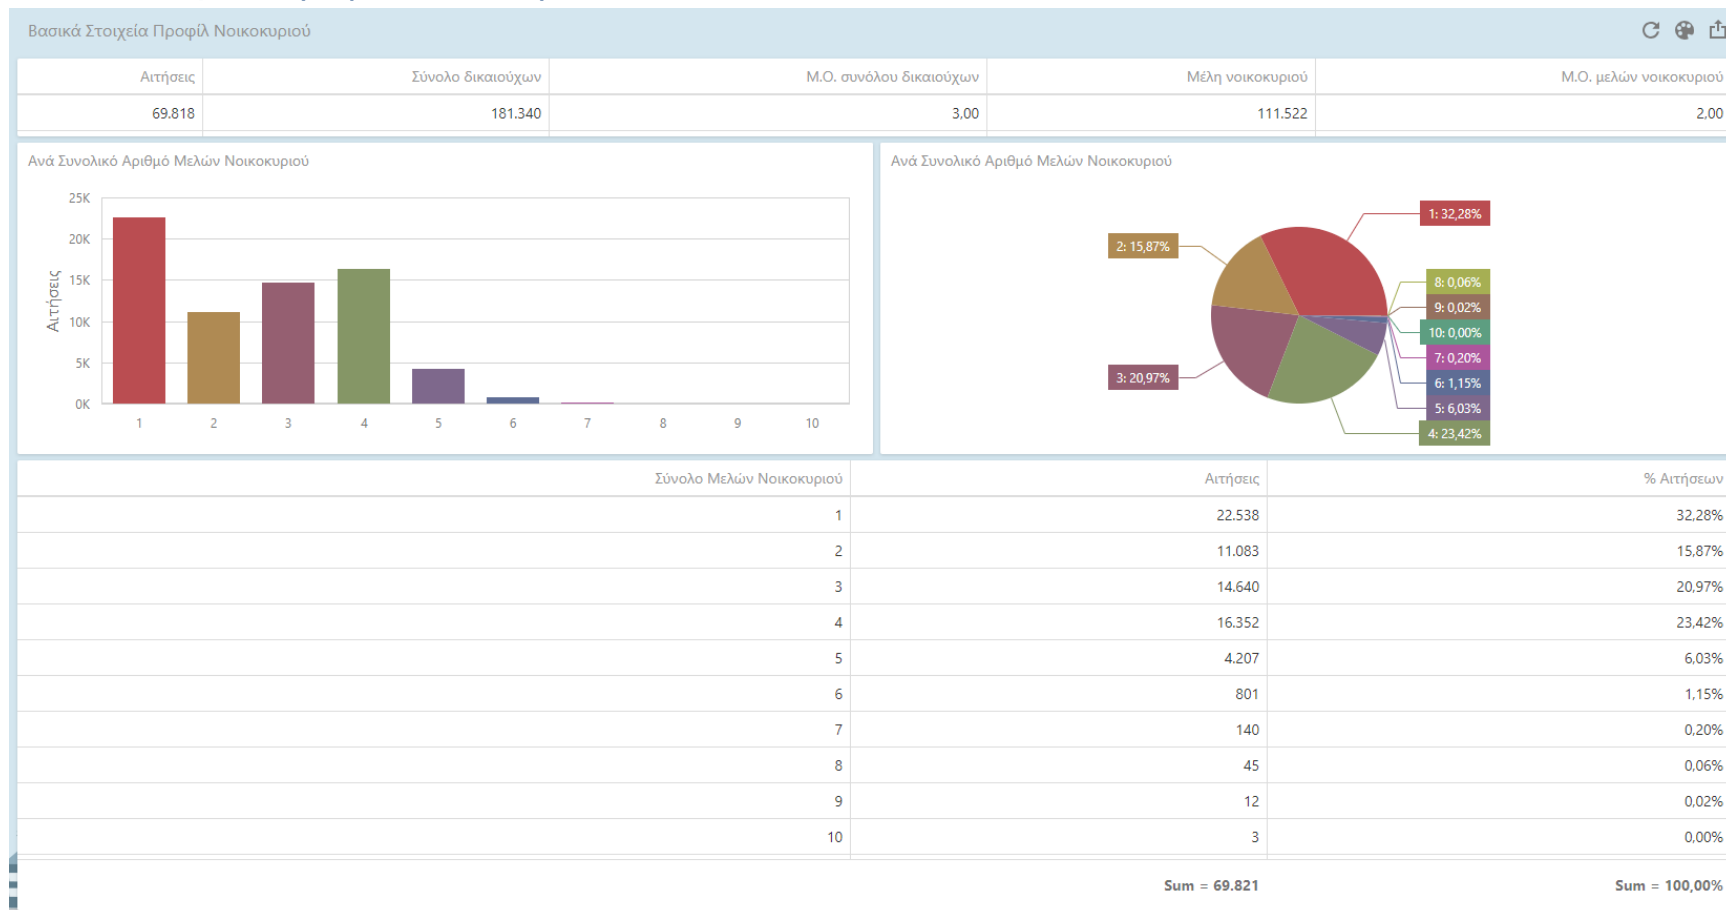 Βασικά Στοιχεία Προφίλ Νοικοκυριού
Αιτήσεις Σύνολο δικαιούχων Μ.Ο. συνόλου δικαιούχων Μέλη νοικοκυριού Μ.Ο. μελών νοικοκυριού
69.818 181.340 3,00 111.522 2,00
Ανά Συνολικό Αριθμό Μελών Νοικοκυριού
25K
20K
15K
10K
5K
0K
Αιτήσεις
1 2 3 4 5 6 7 8 9 10
Ανά Συνολικό Αριθμό Μελών Νοικοκυριού
1: 32,28%
2: 15,87%
8: 0,06%
9: 0,02%
10: 0,00%
7: 0,20%
3: 20,97%
6: 1,15%
5: 6,03%
4: 23,42%
Σύνολο Μελών Νοικοκυριού Αιτήσεις % Αιτήσεων
1 22.538 32,28%
2 11.083 15,87%
3 14.640 20,97%
4 16.352 23,42%
5 4.207 6,03%
6 801 1,15%
7 140 0,20%
8 45 0,06%
9 12 0,02%
10 3 0,00%
Sum = 69.821 Sum = 100,00%